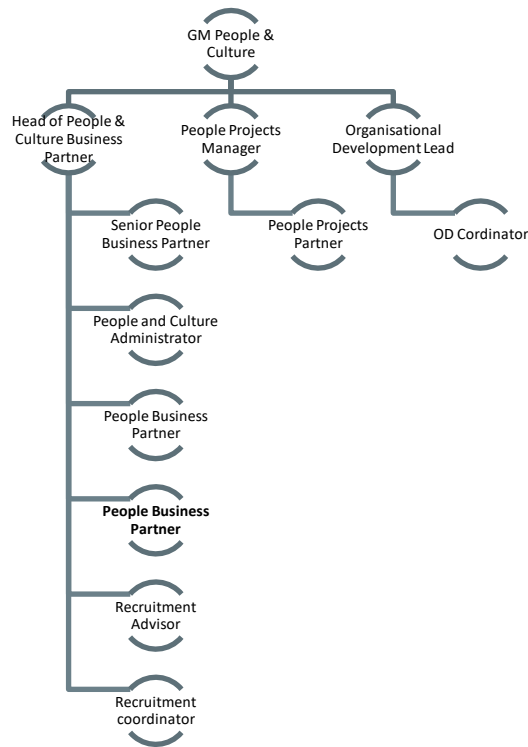 GM People &
Culture
Head of People &
Culture Business
Partner
People Projects
Manager
Organisational
Development Lead
Senior People
Business Partner
People Projects
Partner
OD Cordinator
People and Culture
Administrator
People Business
Partner
People Business
Partner
Recruitment
Advisor
Recruitment
coordinator